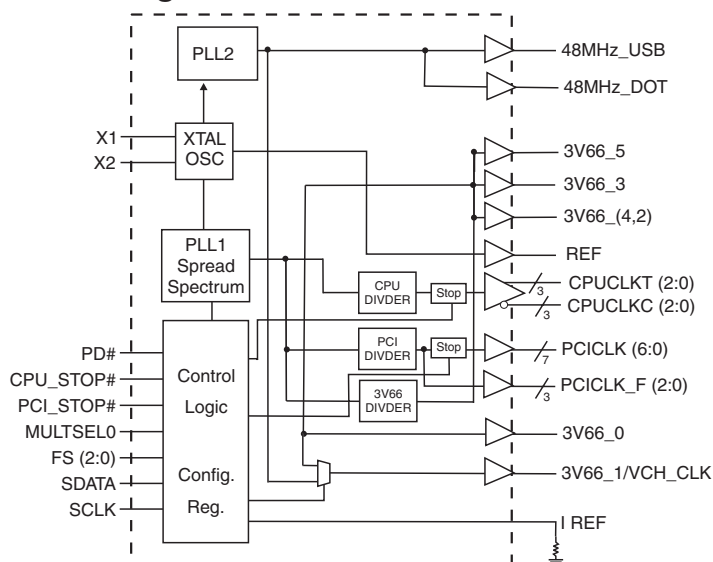 PLL2
48MHz_USB
48MHz_DOT
X1
X2
XTAL
OSC
3V66_5
3V66_3
3V66_(4,2)
REF
PLL1
Spread
Spectrum
CPU
DIVDER
Stop
3
CPUCLKT (2:0)
3
CPUCLKC (2:0)
PD#
CPU_STOP#
PCI_STOP#
MULTSEL0
FS (2:0)
SDATA
SCLK
Control
Logic
Config.
Reg.
PCI
DIVDER
Stop
7
PCICLK (6:0)
3
PCICLK_F (2:0)
3V66
DIVDER
3V66_0
3V66_1/VCH_CLK
I REF